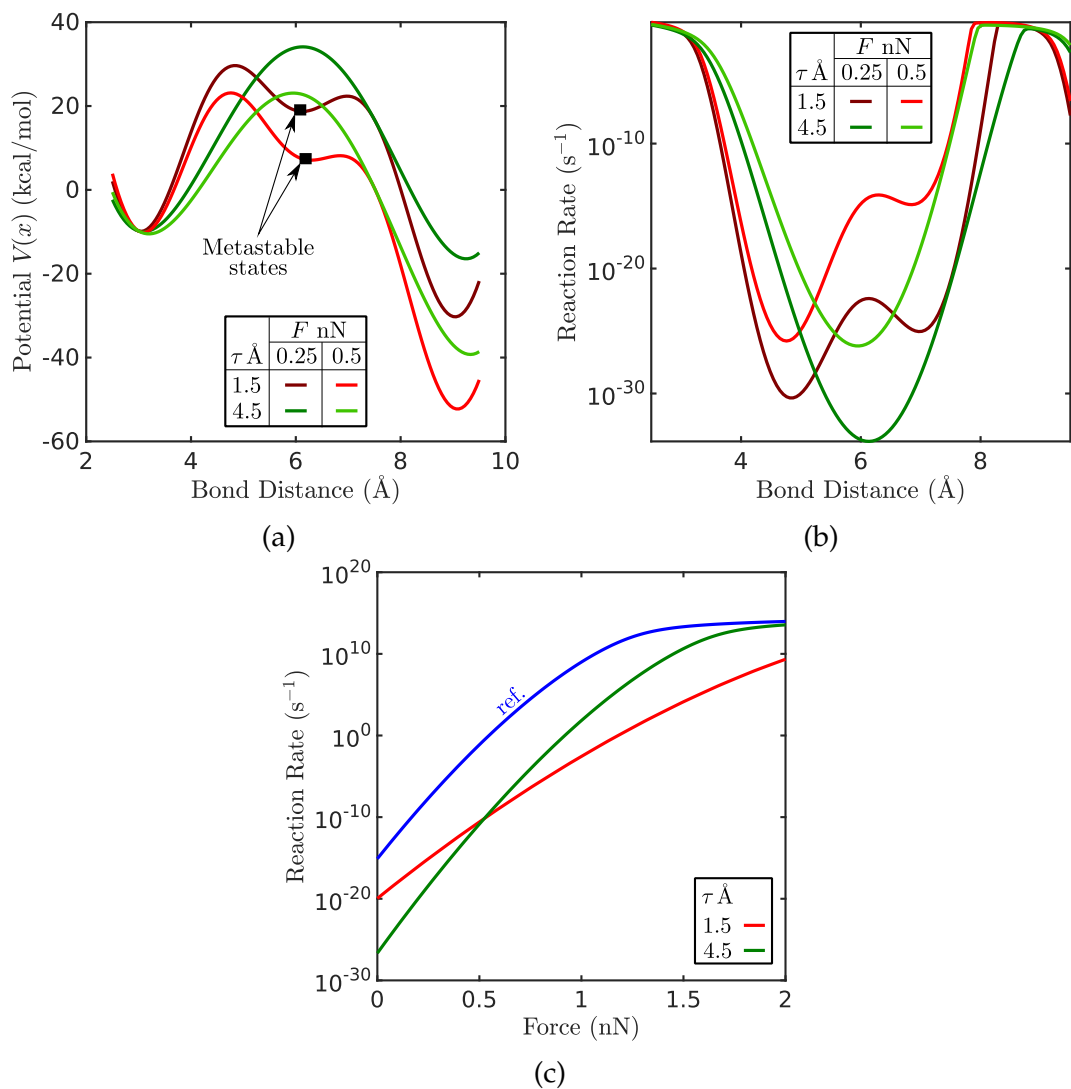 40
20
0
-20
-40
-60
2
4
6
8
10
Potential V(x) (kcal/mol)
Bond Distance (Å)
Metastable
states
F nN
τ Å 0.25 0.5
1.5
4.5
(a)
10⁻¹⁰
10⁻²⁰
10⁻³⁰
4
6
8
Reaction Rate (s⁻¹)
Bond Distance (Å)
F nN
τ Å 0.25 0.5
1.5
4.5
(b)
10²⁰
10¹⁰
10⁰
10⁻¹⁰
10⁻²⁰
10⁻³⁰
0
0.5
1
1.5
2
Reaction Rate (s⁻¹)
Force (nN)
ref.
τ Å
1.5
4.5
(c)